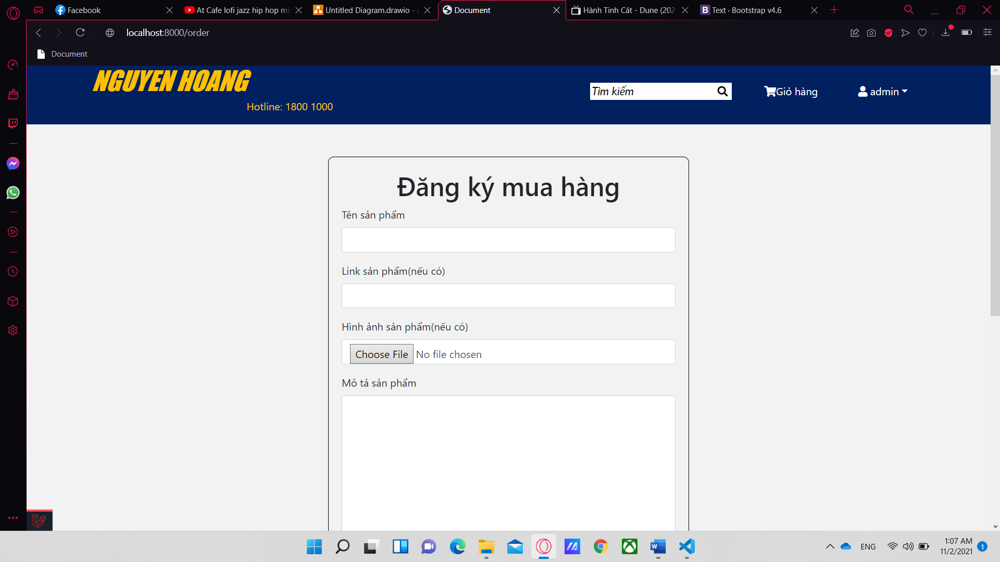 Facebook
At Cafe lofi jazz hip hop mi
Untitled Diagram.drawio -
Document
Hành Tinh Cát - Dune (202
Text · Bootstrap v4.6
localhost:8000/order
Document
NGUYEN HOANG
Hotline: 1800 1000
Tìm kiếm
Giỏ hàng
admin
Đăng ký mua hàng
Tên sản phẩm
Link sản phẩm(nếu có)
Hình ảnh sản phẩm(nếu có)
Choose File No file chosen
Mô tả sản phẩm
ENG
1:07 AM
11/2/2021
1